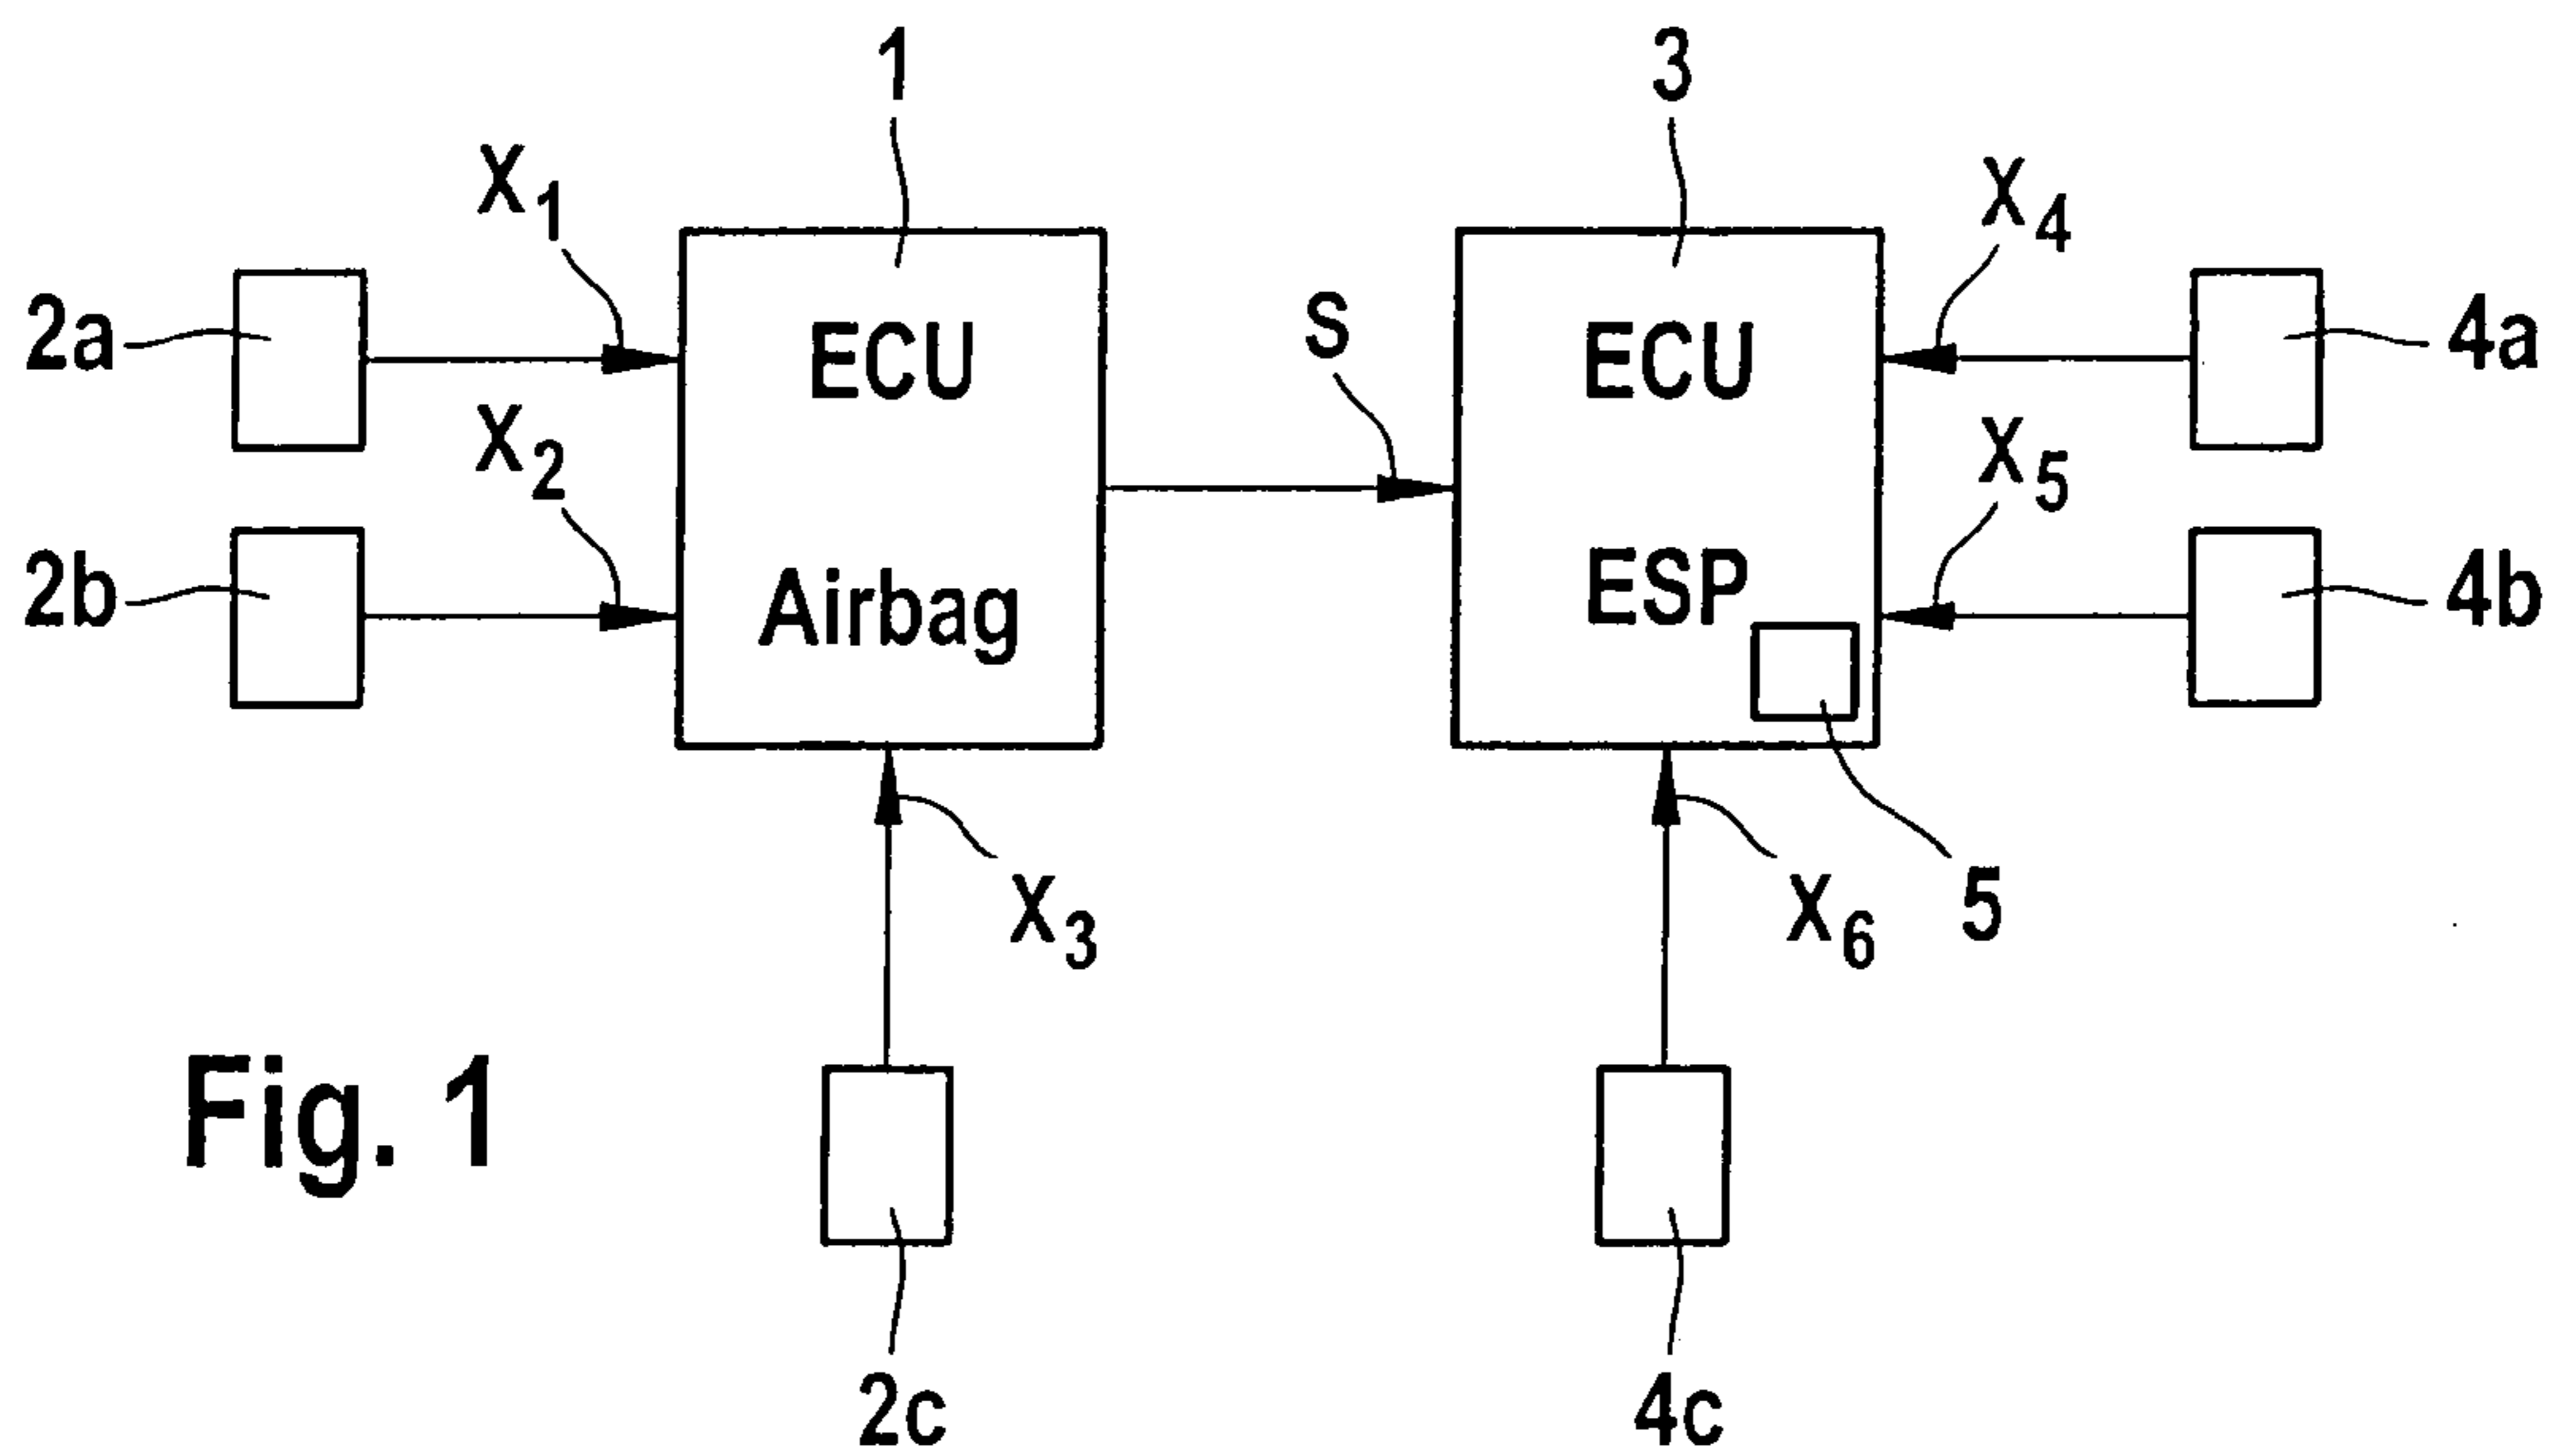 1
3
X1
X4
2a
ECU
S
ECU
4a
X2
X5
2b
Airbag
ESP
4b
X3
X6
5
Fig. 1
2c
4c